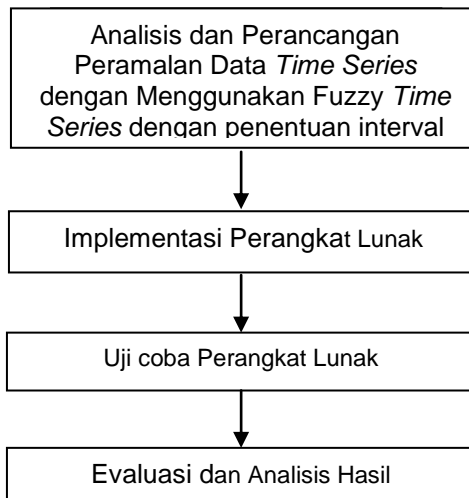 Analisis dan Perancangan
Peramalan Data Time Series
dengan Menggunakan Fuzzy Time
Series dengan penentuan interval
Implementasi Perangkat Lunak
Uji coba Perangkat Lunak
Evaluasi dan Analisis Hasil